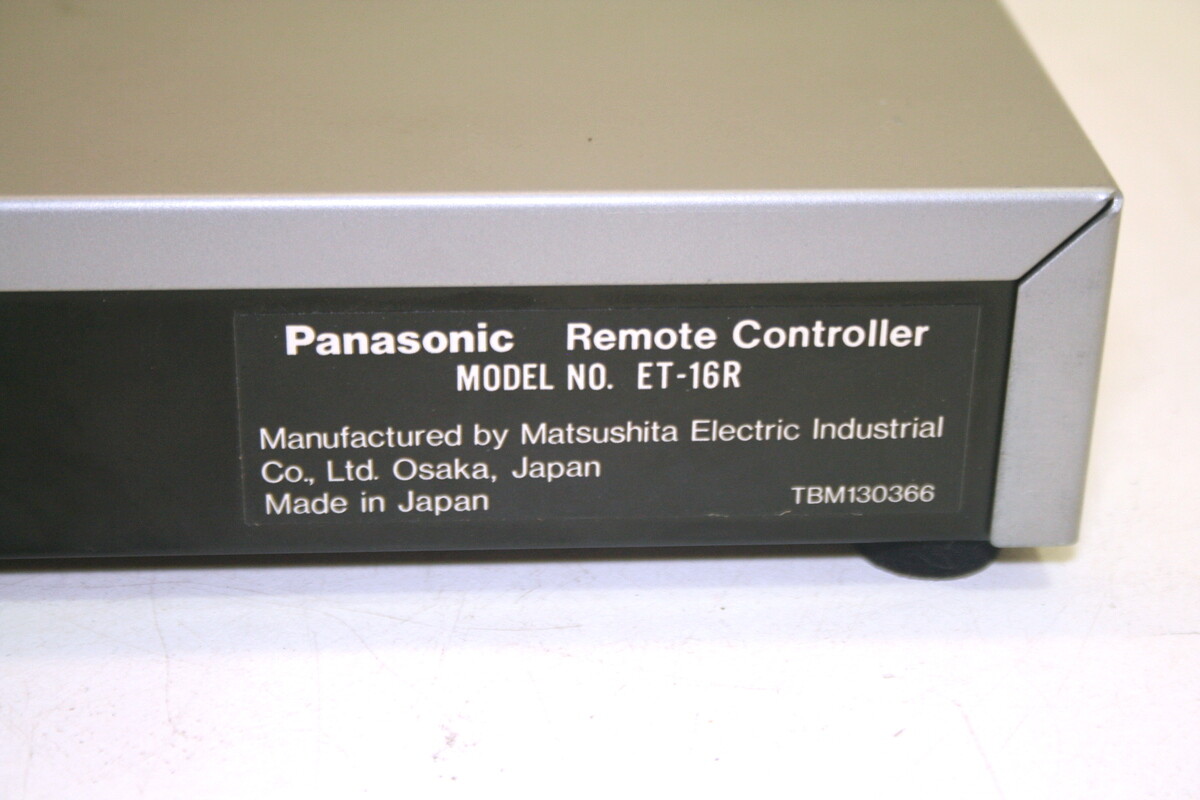 Panasonic Remote Controller
MODEL NO. ET-16R
Manufactured by Matsushita Electric Industrial
Co., Ltd. Osaka, Japan
Made in Japan TBM130366